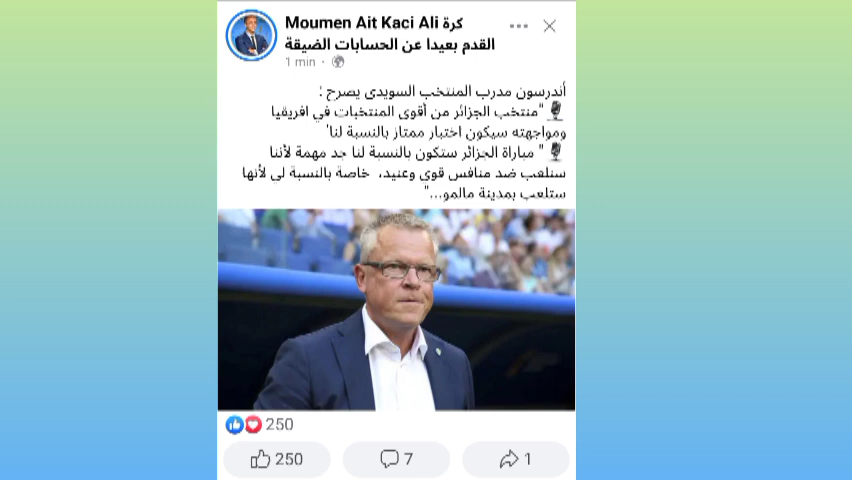 Moumen Ait Kaci Ali كرة
القدم بعيدا عن الحسابات الضيقة
1 min ·
أندرسون مدرب المنتخب السويدي يصرح :
"منتخب الجزائر من أقوى المنتخبات في افريقيا
ومواجهته سيكون اختبار ممتاز بالنسبة لنا'
" مباراة الجزائر ستكون بالنسبة لنا جد مهمة لأننا
سنلعب ضد منافس قوي وعنيد، خاصة بالنسبة لي لأنها
ستلعب بمدينة مالمو..."
250
250
7
1